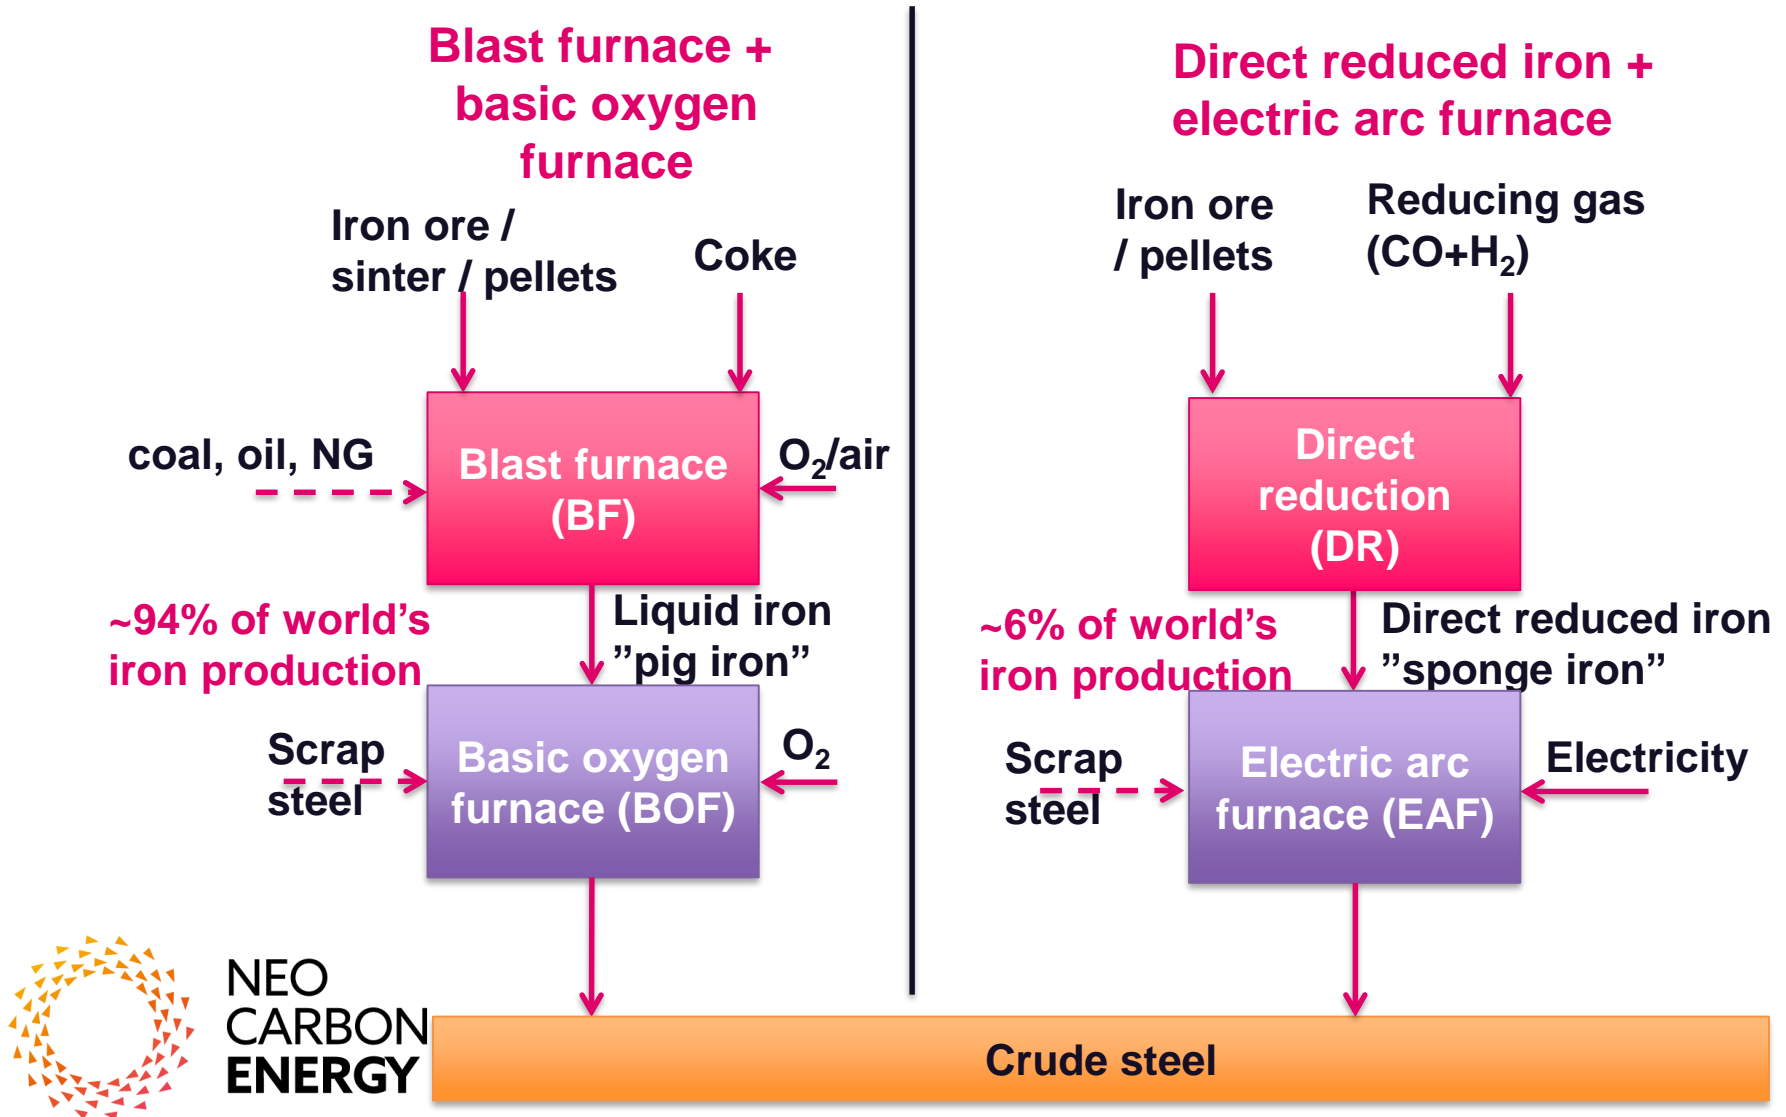 Blast furnace +
basic oxygen
furnace
Iron ore /
sinter / pellets
Coke
coal, oil, NG
Blast furnace
(BF)
O₂/air
~94% of world’s
iron production
Liquid iron
”pig iron”
Scrap
steel
Basic oxygen
furnace (BOF)
O₂
Direct reduced iron +
electric arc furnace
Iron ore
/ pellets
Reducing gas
(CO+H₂)
Direct
reduction
(DR)
~6% of world’s
iron production
Direct reduced iron
”sponge iron”
Scrap
steel
Electric arc
furnace (EAF)
Electricity
Crude steel
NEO
CARBON
ENERGY